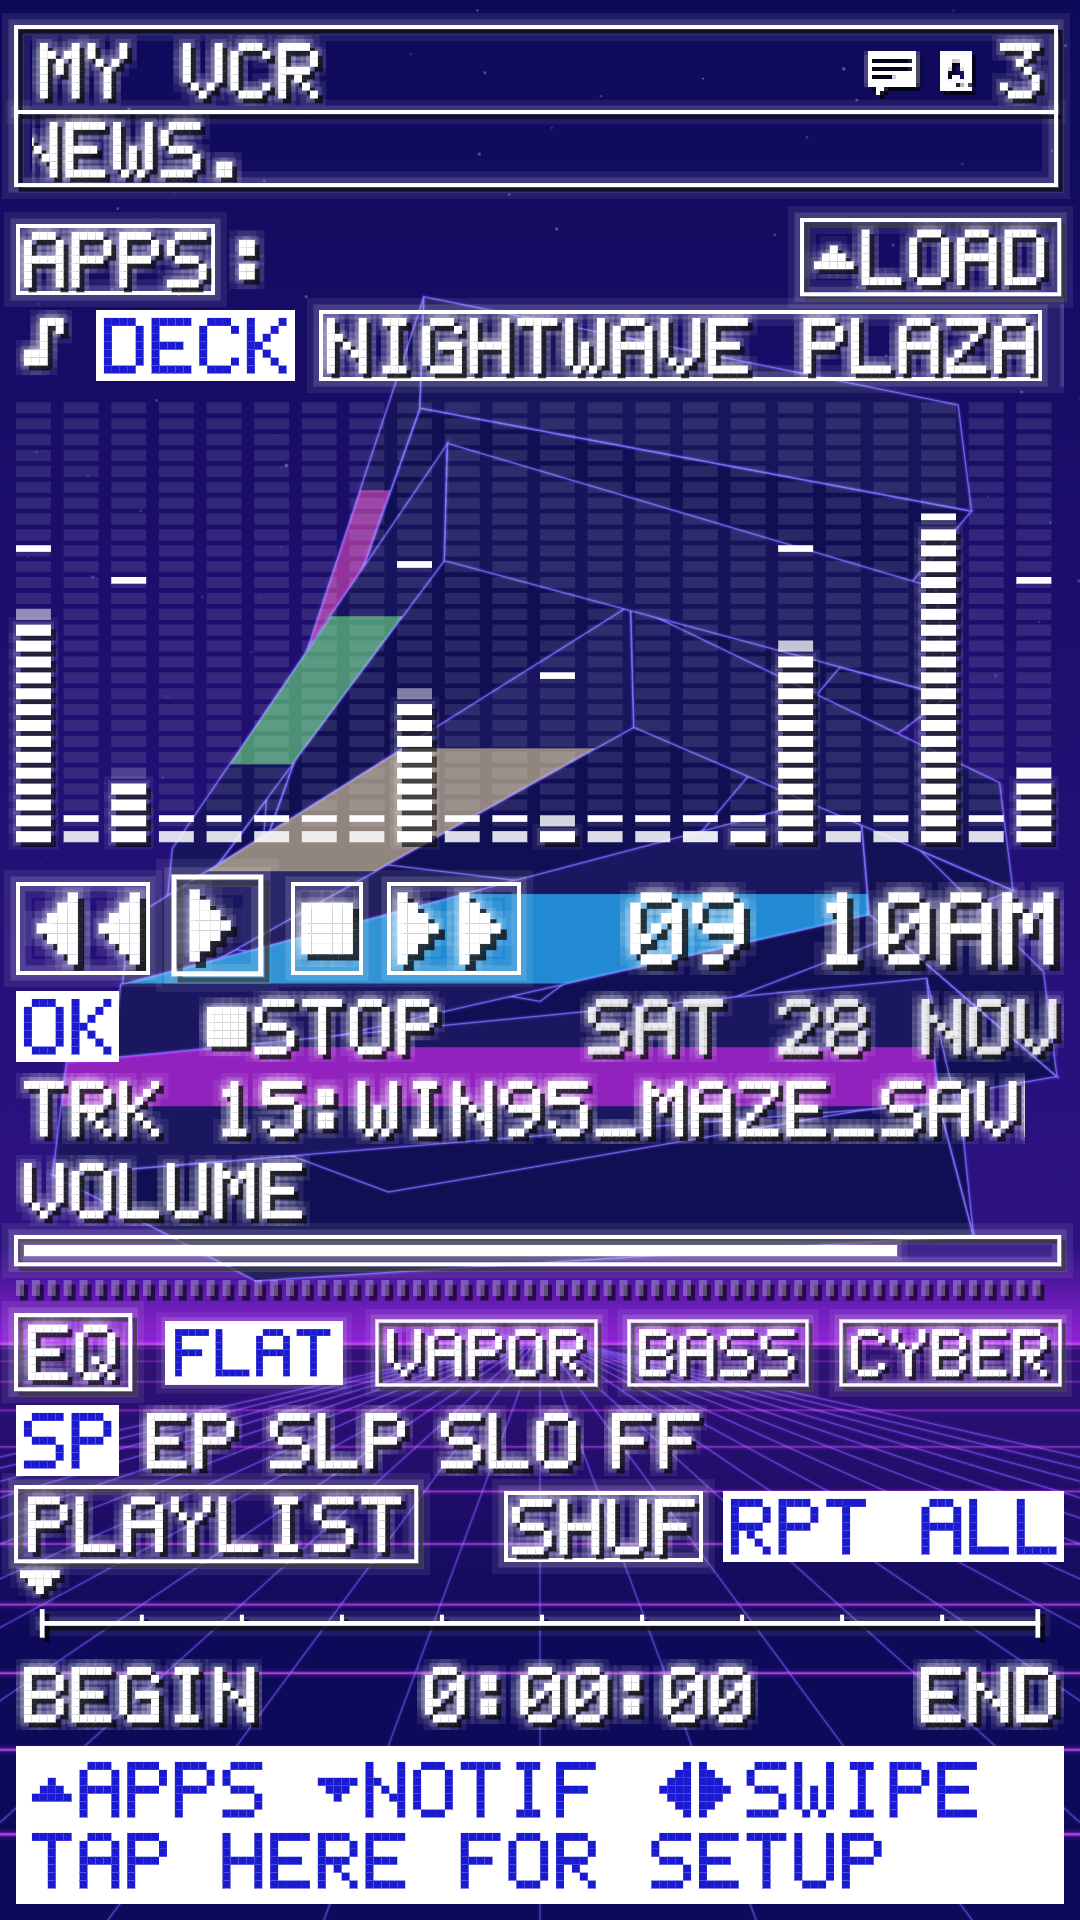 MY VCR 3
NEWS.
APPS: LOAD
DECK NIGHTWAVE PLAZA
09 10AM
OK STOP SAT 28 NOV
TRK 15:WIN95_MAZE_SAV
VOLUME
EQ FLAT VAPOR BASS CYBER
SP EP SLP SLO FF
PLAYLIST SHUF RPT ALL
BEGIN 0:00:00 END
APPS NOTIF SWIPE
TAP HERE FOR SETUP